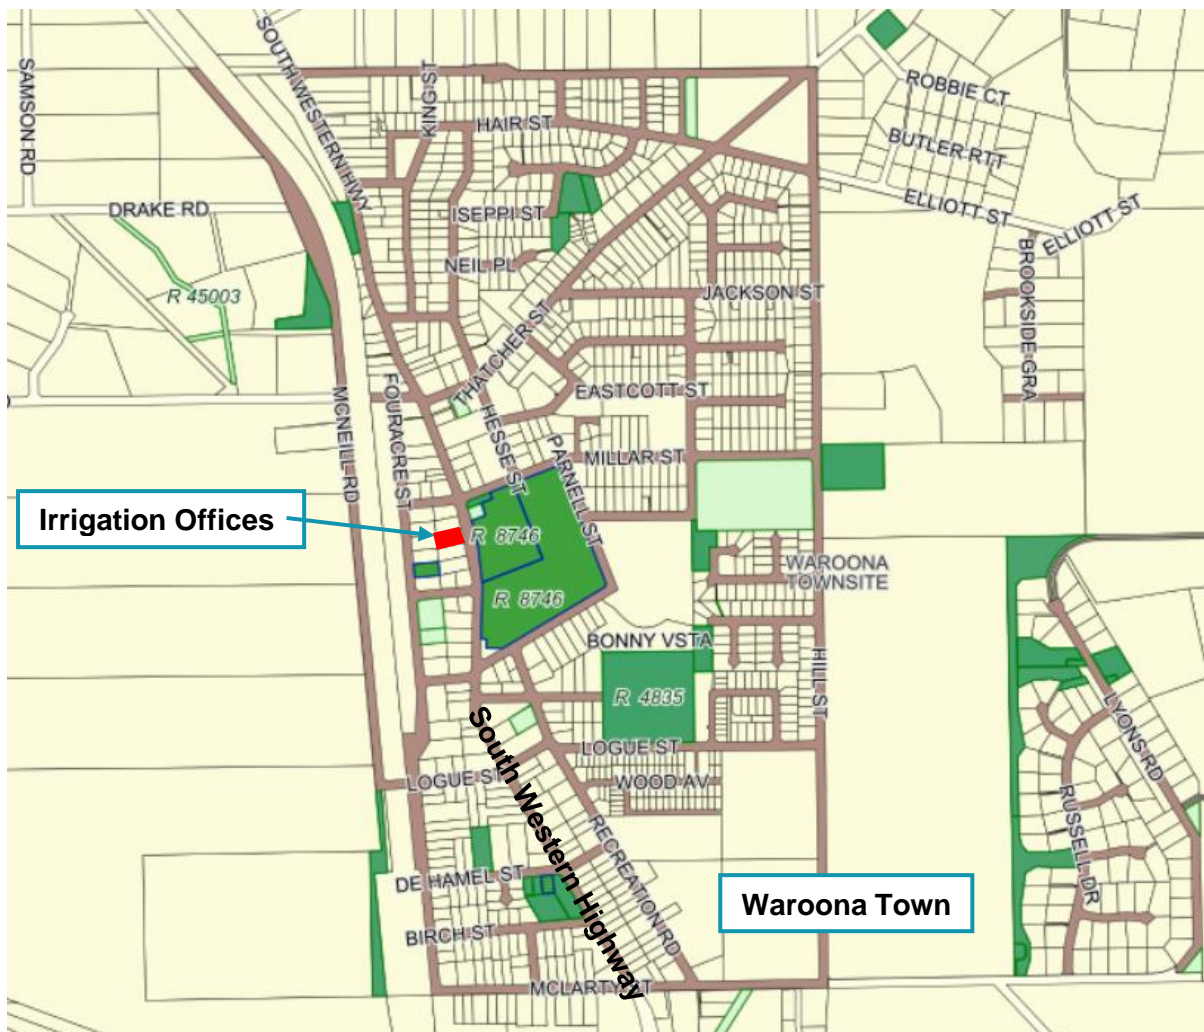 SOUTH WESTERN HWY
SAMSON RD
KING ST
ROBBIE CT
HAIR ST
BUTLER RTT
ELLIOTT ST
DRAKE RD
ISEPPI ST
ELLIOTT ST
BROOKSIDE GRA
NEIL PL
R 45003
JACKSON ST
THATCHER ST
FOURACRE ST
EASTCOTT ST
MCNEILL RD
HESSE ST
PARNELL ST
MILLAR ST
Irrigation Offices
R 8746
WAROONA
TOWNSITE
R 8746
BONNY VSTA
HILL ST
R 4835
LYONS RD
South Western Highway
LOGUE ST
LOGUE ST
WOOD AV
RECREATION RD
RUSSELL DR
DE HAMEL ST
Waroona Town
BIRCH ST
MCLARTY ST